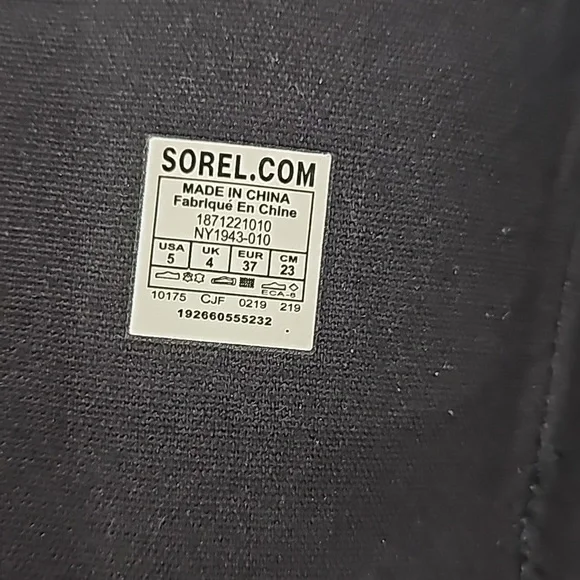 SOREL.COM
MADE IN CHINA
Fabriqué En Chine
1871221010
NY1943-010
USA UK EUR CM
5 4 37 23
ECA-8
10175 CJF 0219 219
192660555232